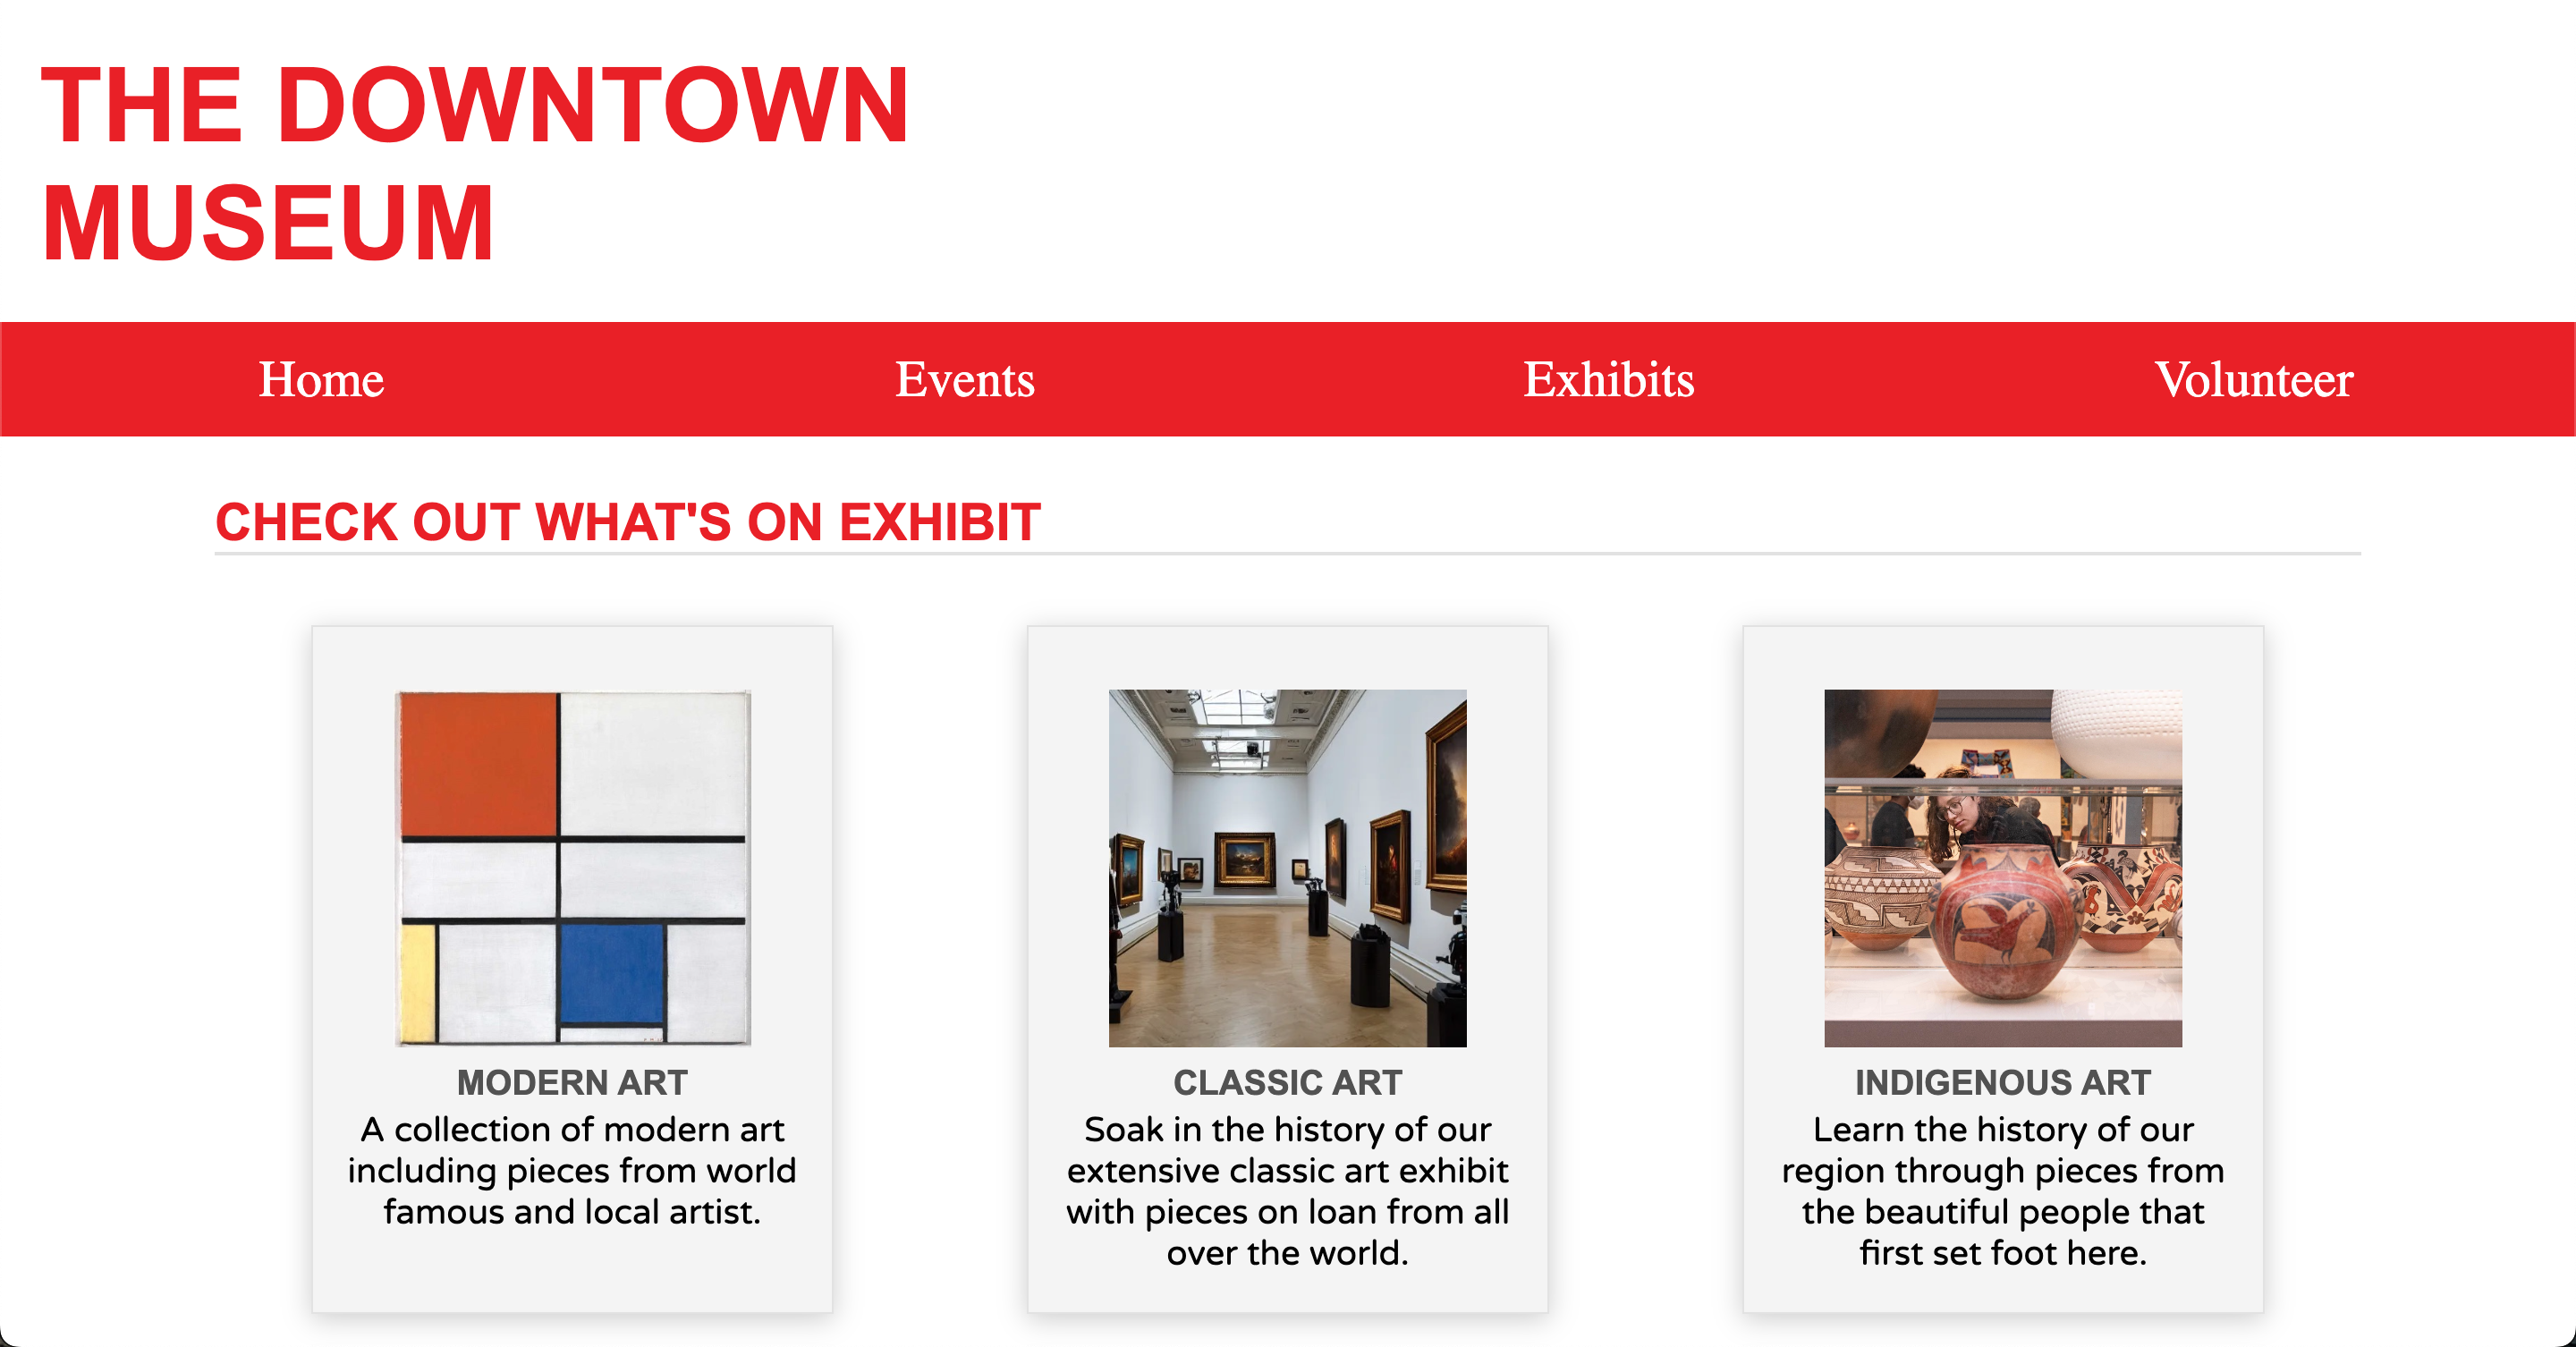 THE DOWNTOWN
MUSEUM
Home Events Exhibits Volunteer
CHECK OUT WHAT'S ON EXHIBIT
MODERN ART
A collection of modern art
including pieces from world
famous and local artist.
CLASSIC ART
Soak in the history of our
extensive classic art exhibit
with pieces on loan from all
over the world.
INDIGENOUS ART
Learn the history of our
region through pieces from
the beautiful people that
first set foot here.